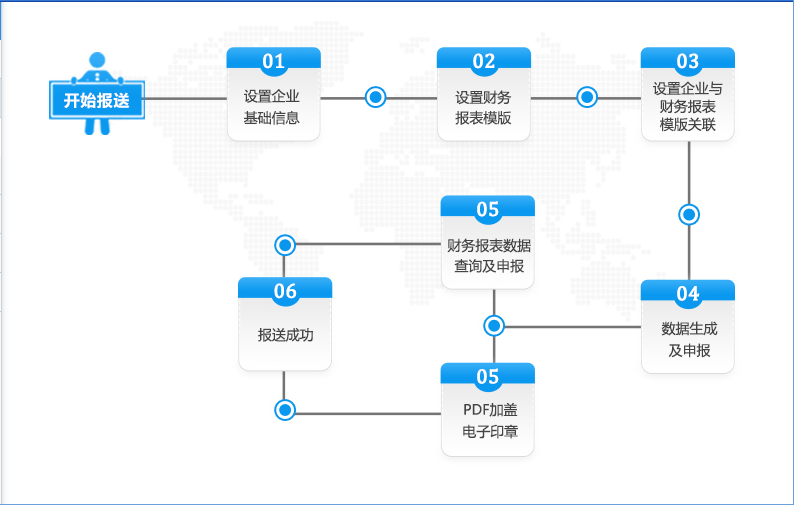 开始报送
01
设置企业
基础信息
02
设置财务
报表模版
03
设置企业与
财务报表
模版关联
04
数据生成
及申报
05
财务报表数据
查询及申报
05
PDF加盖
电子印章
06
报送成功